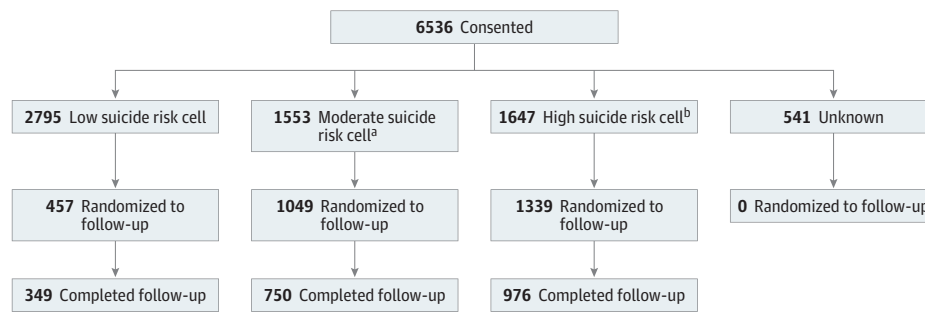 6536 Consented
2795 Low suicide risk cell
1553 Moderate suicide
risk cellᵃ
1647 High suicide risk cellᵇ
541 Unknown
457 Randomized to
follow-up
1049 Randomized to
follow-up
1339 Randomized to
follow-up
0 Randomized to follow-up
349 Completed follow-up
750 Completed follow-up
976 Completed follow-up